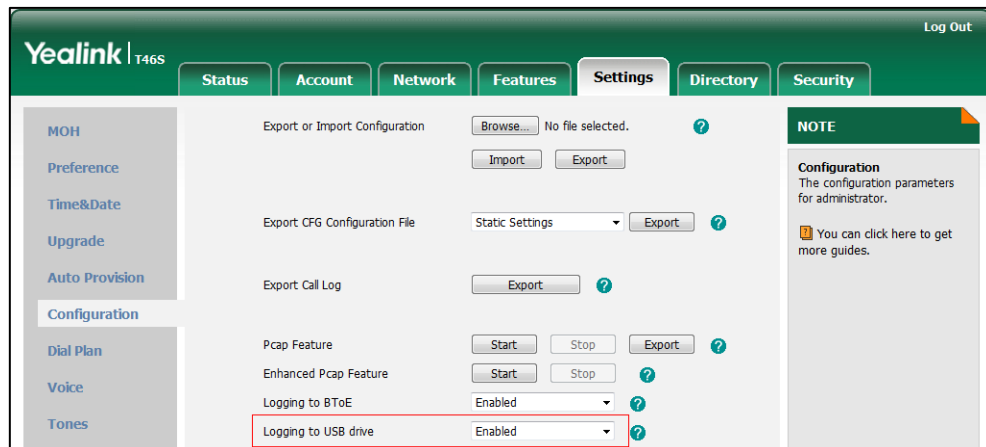 Log Out
Yealink T46S
Status Account Network Features Settings Directory Security
MOH
Preference
Time&Date
Upgrade
Auto Provision
Configuration
Dial Plan
Voice
Tones
Export or Import Configuration Browse... No file selected. ?
Import Export
Export CFG Configuration File Static Settings Export ?
Export Call Log Export ?
Pcap Feature Start Stop Export ?
Enhanced Pcap Feature Start Stop ?
Logging to BToE Enabled ?
Logging to USB drive Enabled ?
NOTE
Configuration
The configuration parameters
for administrator.
? You can click here to get
more guides.